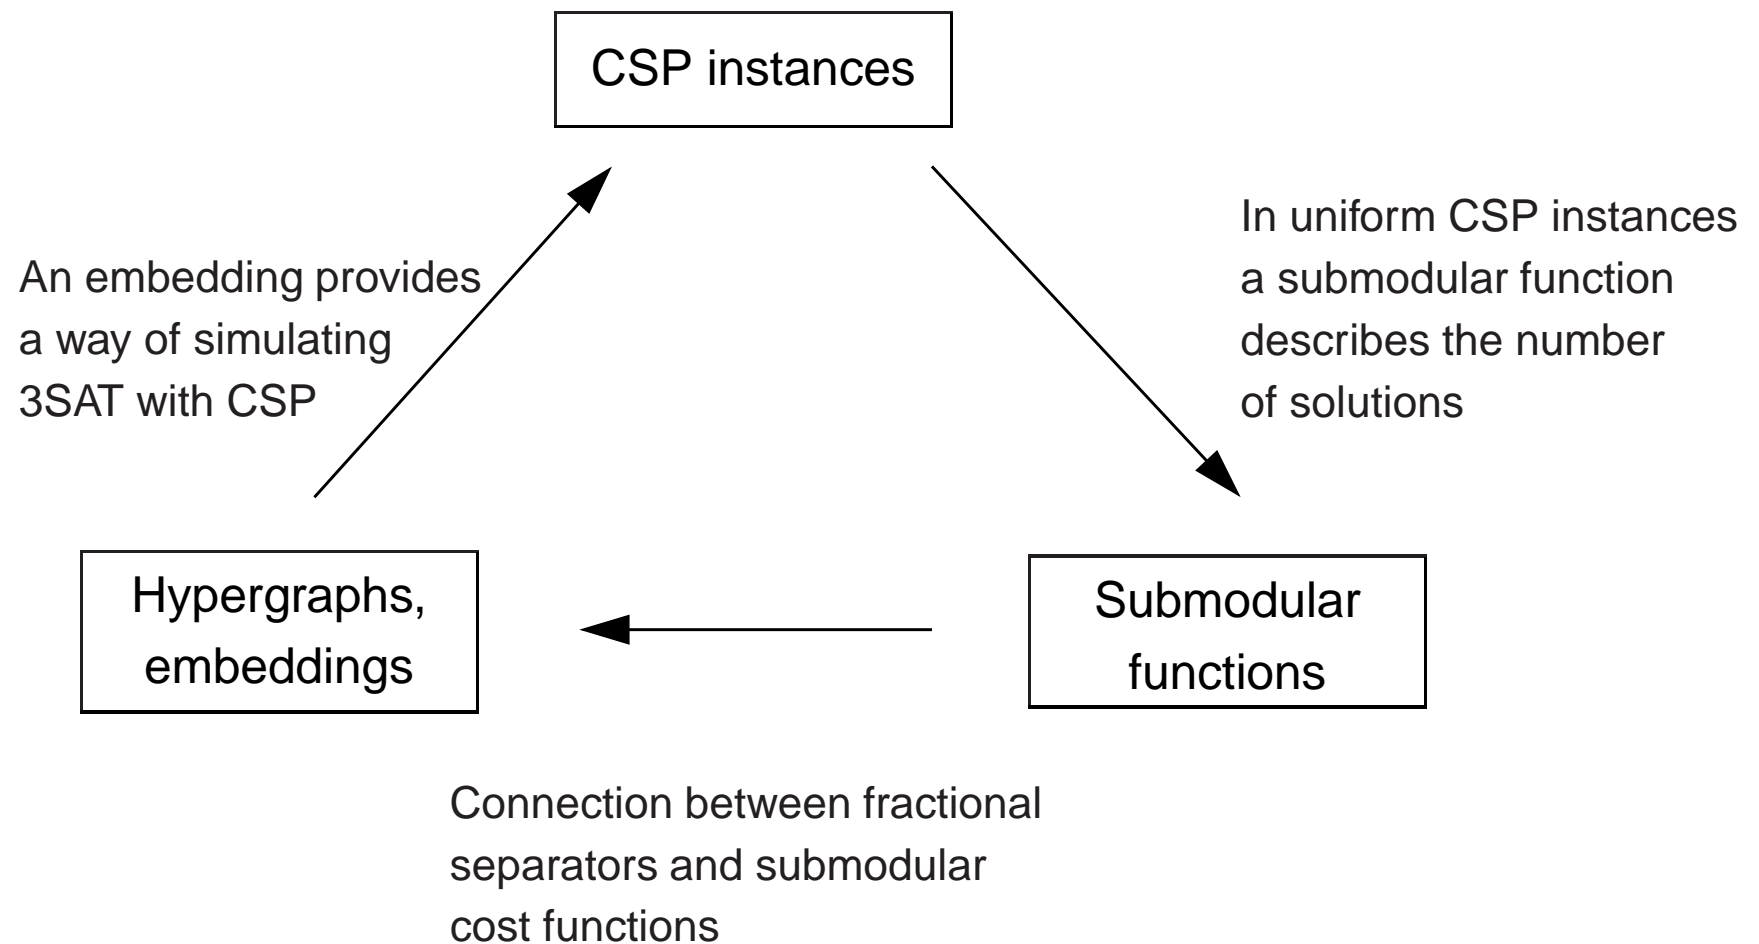 CSP instances
In uniform CSP instances
a submodular function
describes the number
of solutions
An embedding provides
a way of simulating
3SAT with CSP
Hypergraphs,
embeddings
Submodular
functions
Connection between fractional
separators and submodular
cost functions